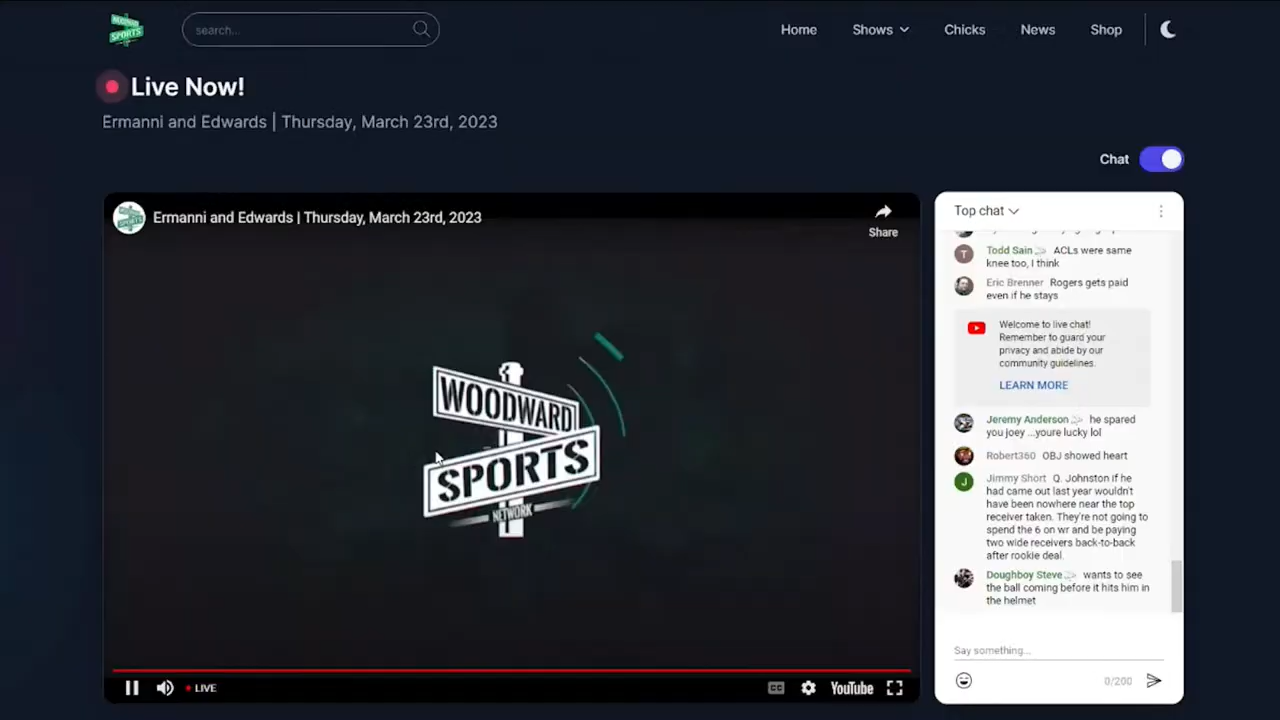 WOODWARD
SPORTS
search...
Home
Shows
Chicks
News
Shop
Live Now!
Ermanni and Edwards | Thursday, March 23rd, 2023
Chat
Ermanni and Edwards | Thursday, March 23rd, 2023
Share
WOODWARD
SPORTS
NETWORK
LIVE
CC
YouTube
Top chat
Todd Sain ACLs were same
knee too, I think
Eric Brenner Rogers gets paid
even if he stays
Welcome to live chat!
Remember to guard your
privacy and abide by our
community guidelines.
LEARN MORE
Jeremy Anderson he spared
you joey ...youre lucky lol
Robert360 OBJ showed heart
J
Jimmy Short Q. Johnston if he
had came out last year wouldn't
have been nowhere near the top
receiver taken. They're not going to
spend the 6 on wr and be paying
two wide receivers back-to-back
after rookie deal.
Doughboy Steve wants to see
the ball coming before it hits him in
the helmet
Say something...
0/200